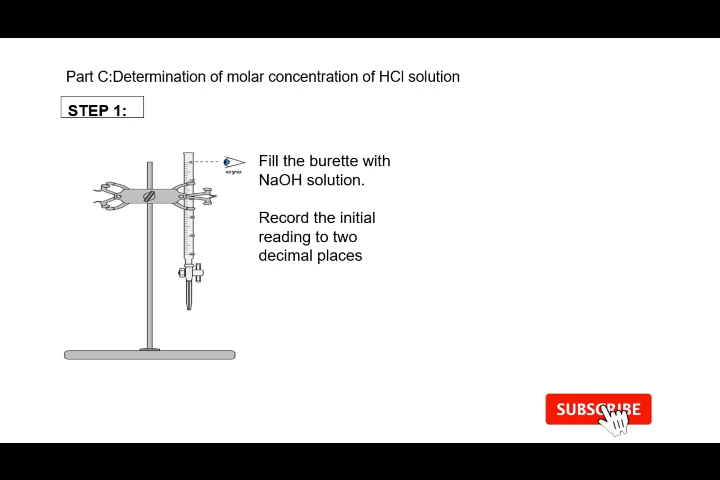 Part C:Determination of molar concentration of HCl solution
STEP 1:
eye
Fill the burette with
NaOH solution.
Record the initial
reading to two
decimal places
SUBSCRIBE